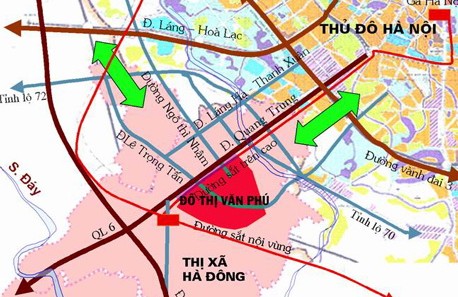 Ga Hà Nội
Đ. Láng – Hoà Lạc
THỦ ĐÔ HÀ NỘI
Tỉnh lộ 72
Đường Ngô thì Nhậm
Đ. Láng Hạ Thanh Xuân
Đ. Quang Trung
Đ.Lê Trọng Tấn
Đường sắt trên cao
Đường vành đai 3
S. Đáy
ĐÔ THỊ VĂN PHÚ
Tỉnh lộ 70
QL 6
Đường sắt nội vùng
THỊ XÃ
HÀ ĐÔNG